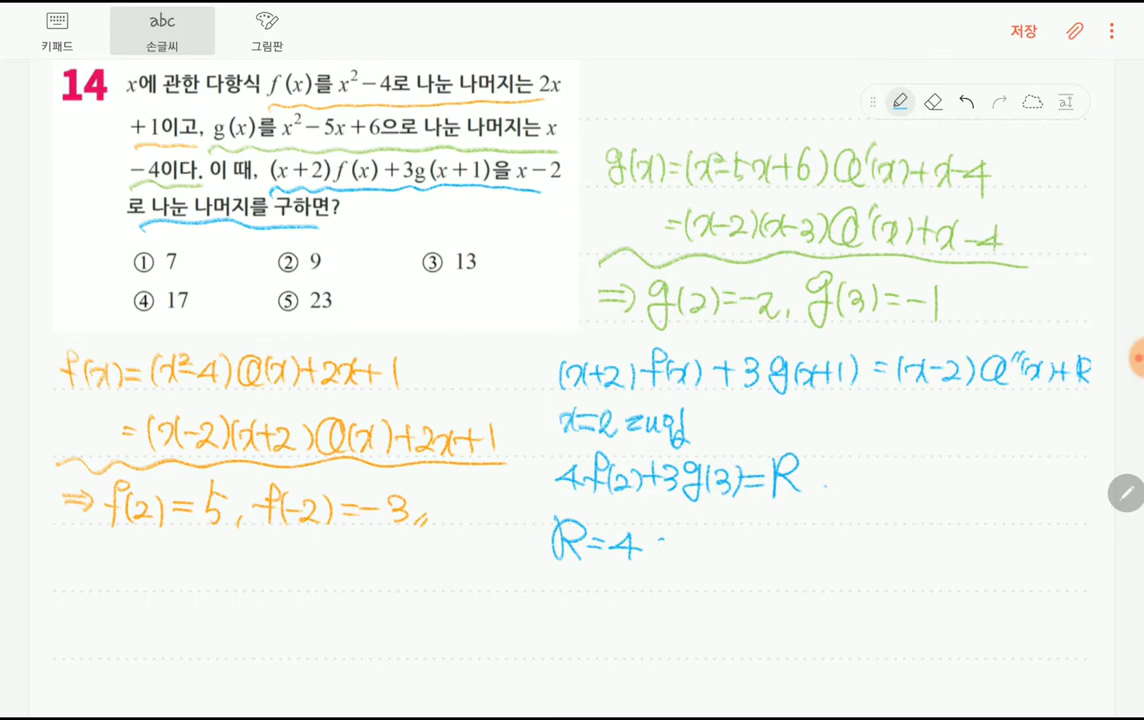 키패드
abc
손글씨
그림판
저장
14 x에 관한 다항식 f(x)를 x²−4로 나눈 나머지는 2x
+1이고, g(x)를 x²−5x+6으로 나눈 나머지는 x
−4이다. 이 때, (x+2)f(x)+3g(x+1)을 x−2
로 나눈 나머지를 구하면?
① 7 ② 9 ③ 13
④ 17 ⑤ 23
g(x)=(x²-5x+6)Q'(x)+x-4
=(x-2)(x-3)Q'(x)+x-4
⇒ g(2)=-2, g(3)=-1
f(x)=(x²-4)Q(x)+2x+1
=(x-2)(x+2)Q(x)+2x+1
⇒ f(2)=5, f(-2)=-3
(x+2)f(x)+3g(x+1)=(x-2)Q''(x)+R
x=2
4f(2)+3g(3)=R
R=4